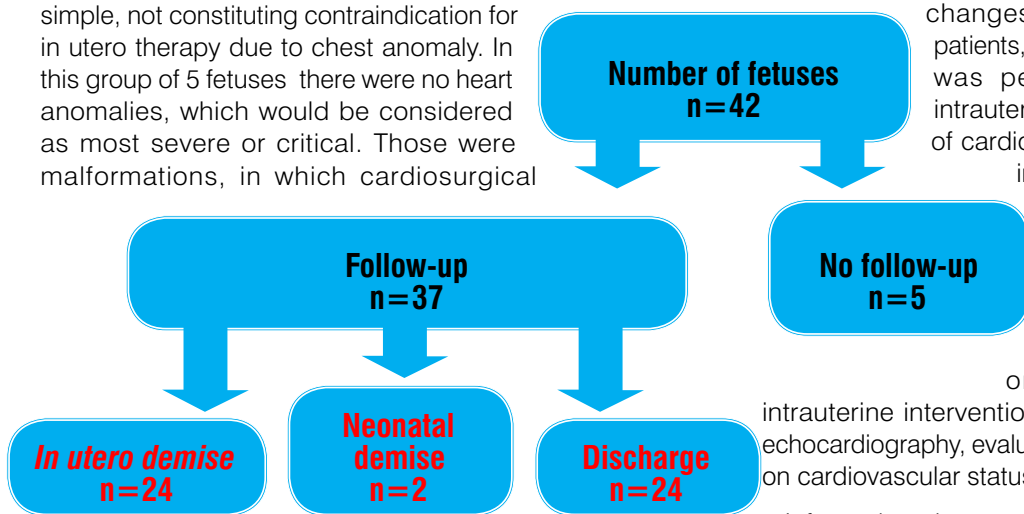 simple, not constituting contraindication for
in utero therapy due to chest anomaly. In
this group of 5 fetuses there were no heart
anomalies, which would be considered
as most severe or critical. Those were
malformations, in which cardiosurgical
changes
patients,
was pe
intrauter
of cardio
in
Number of fetuses
n=42
Follow-up
n=37
No follow-up
n=5
In utero demise
n=24
Neonatal
demise
n=2
Discharge
n=24
or
intrauterine interventio
echocardiography, evalu
on cardiovascular status